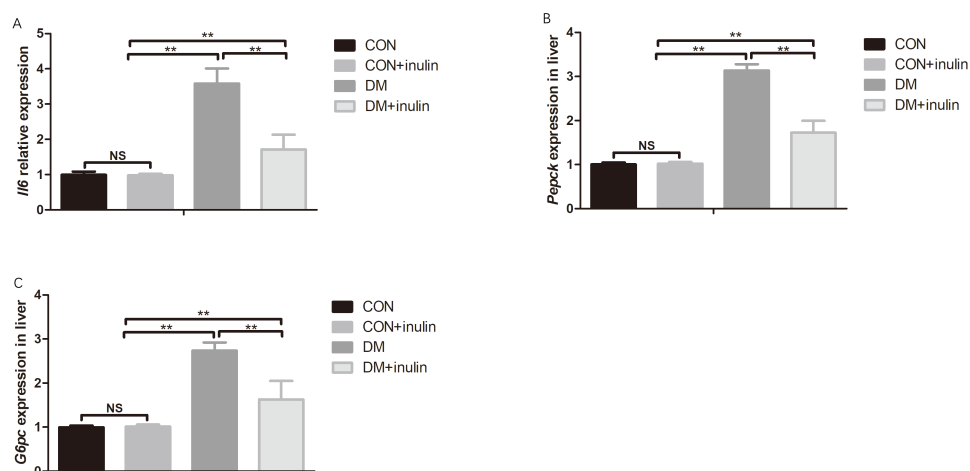 A
Il6 relative expression
5
4
3
2
1
0
NS
**
**
**
CON
CON+inulin
DM
DM+inulin
B
Pepck expression in liver
4
3
2
1
0
NS
**
**
**
CON
CON+inulin
DM
DM+inulin
C
G6pc expression in liver
4
3
2
1
0
NS
**
**
**
CON
CON+inulin
DM
DM+inulin